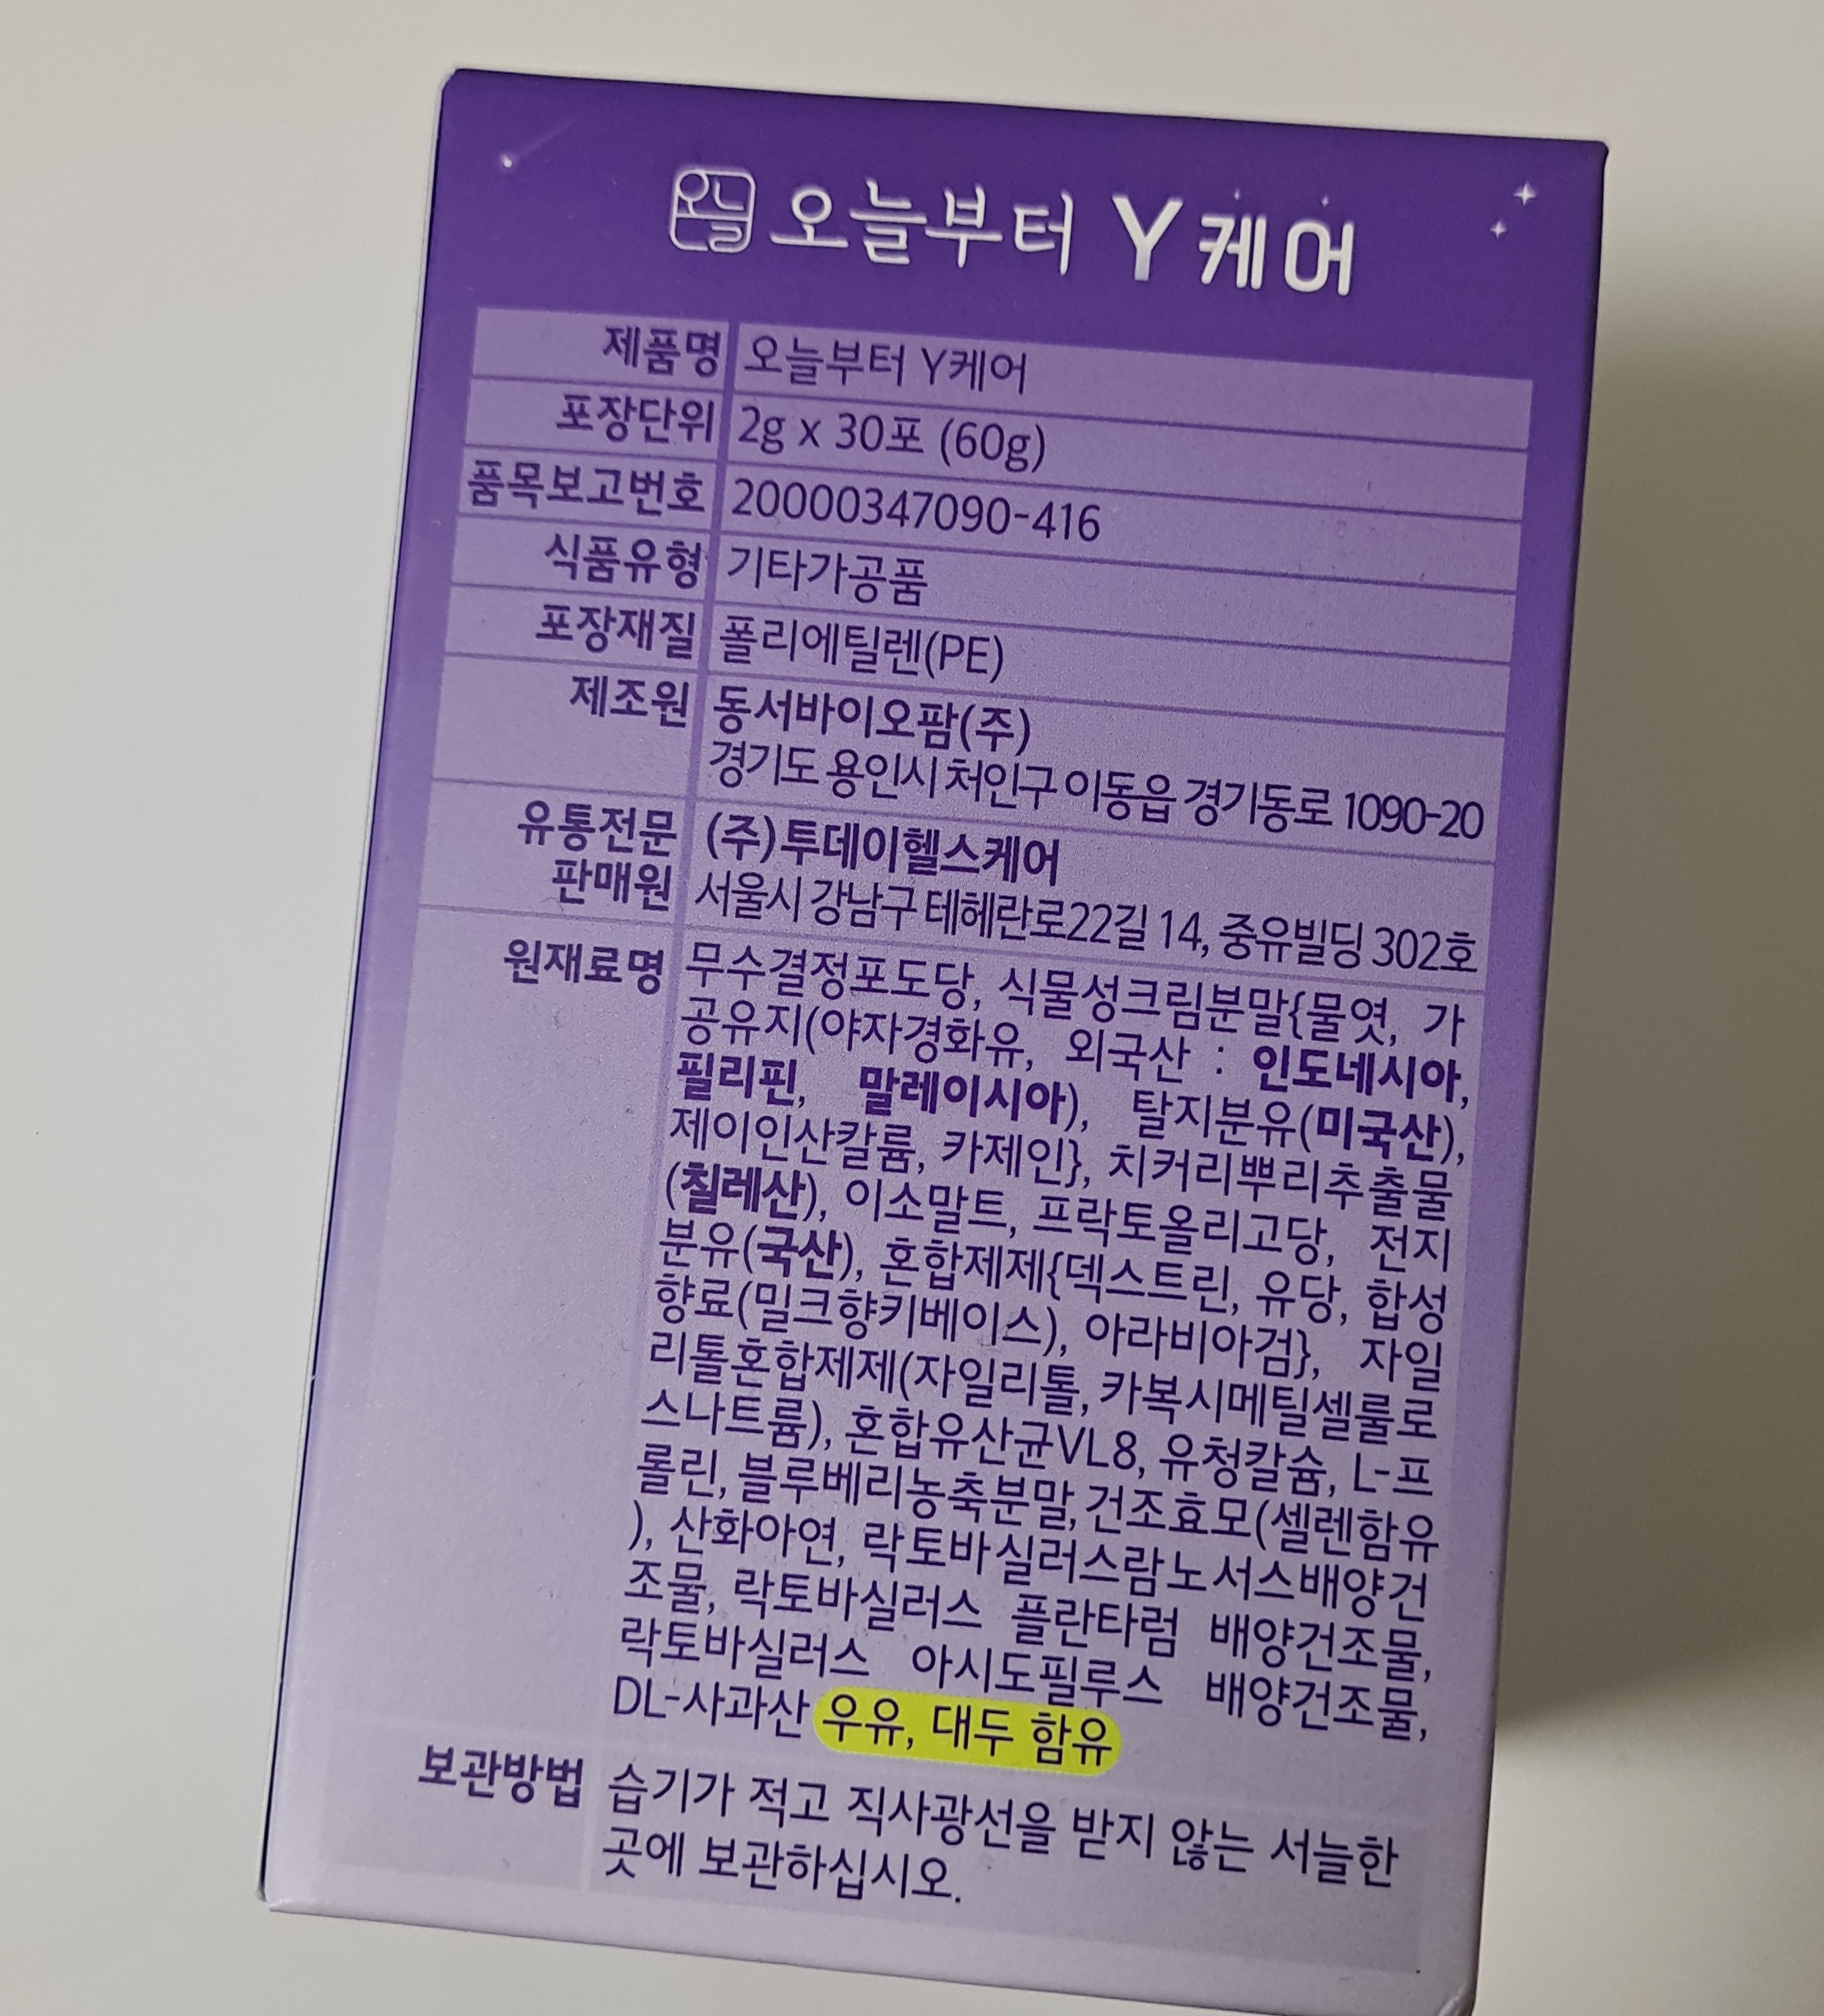 오늘 오늘부터 Y케어
제품명 오늘부터 Y케어
포장단위 2g x 30포 (60g)
품목보고번호 20000347090-416
식품유형 기타가공품
포장재질 폴리에틸렌(PE)
제조원 동서바이오팜(주)
경기도 용인시 처인구 이동읍 경기동로 1090-20
유통전문 (주)투데이헬스케어
판매원 서울시 강남구 테헤란로22길 14, 중유빌딩 302호
원재료명 무수결정포도당, 식물성크림분말{물엿, 가
공유지(야자경화유, 외국산 : 인도네시아,
필리핀, 말레이시아), 탈지분유(미국산),
제이인산칼륨, 카제인}, 치커리뿌리추출물
(칠레산), 이소말트, 프락토올리고당, 전지
분유(국산), 혼합제제{덱스트린, 유당, 합성
향료(밀크향키베이스), 아라비아검}, 자일
리톨혼합제제(자일리톨, 카복시메틸셀룰로
스나트륨), 혼합유산균VL8, 유청칼슘, L-프
롤린, 블루베리농축분말, 건조효모(셀렌함유
), 산화아연, 락토바실러스람노서스배양건
조물, 락토바실러스 플란타럼 배양건조물,
락토바실러스 아시도필루스 배양건조물,
DL-사과산 우유, 대두 함유
보관방법 습기가 적고 직사광선을 받지 않는 서늘한
곳에 보관하십시오.